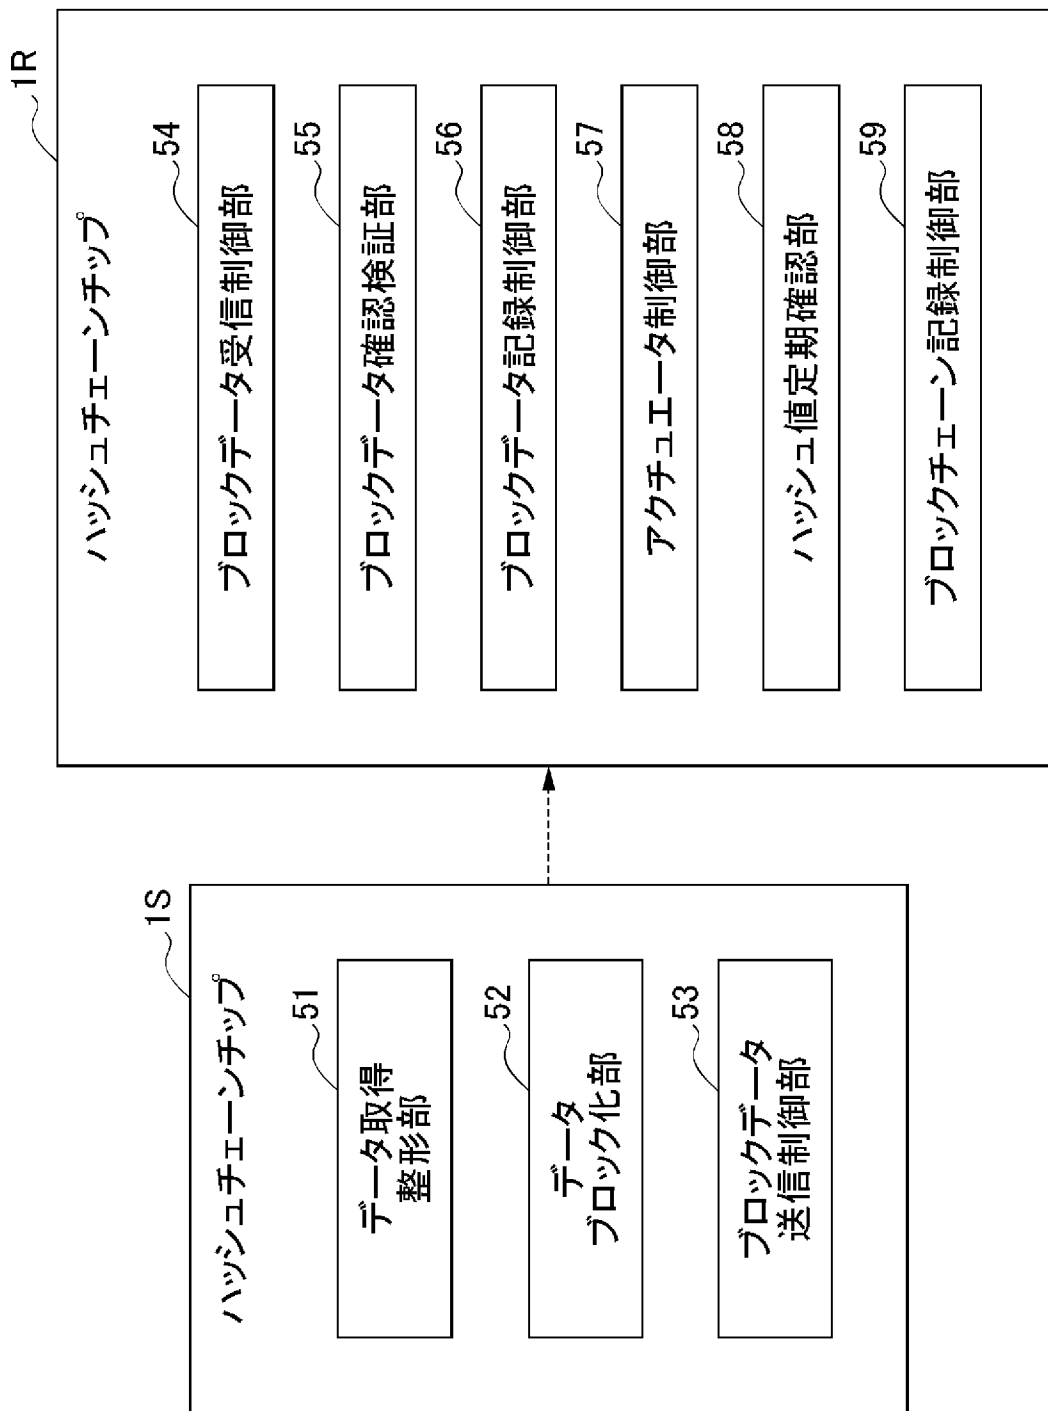 ハッシュチェーンチップ
1S
51
データ取得
整形部
52
データ
ブロック化部
53
ブロックデータ
送信制御部
ハッシュチェーンチップ
1R
54
ブロックデータ受信制御部
55
ブロックデータ確認検証部
56
ブロックデータ記録制御部
57
アクチュエータ制御部
58
ハッシュ値定期確認部
59
ブロックチェーン記録制御部